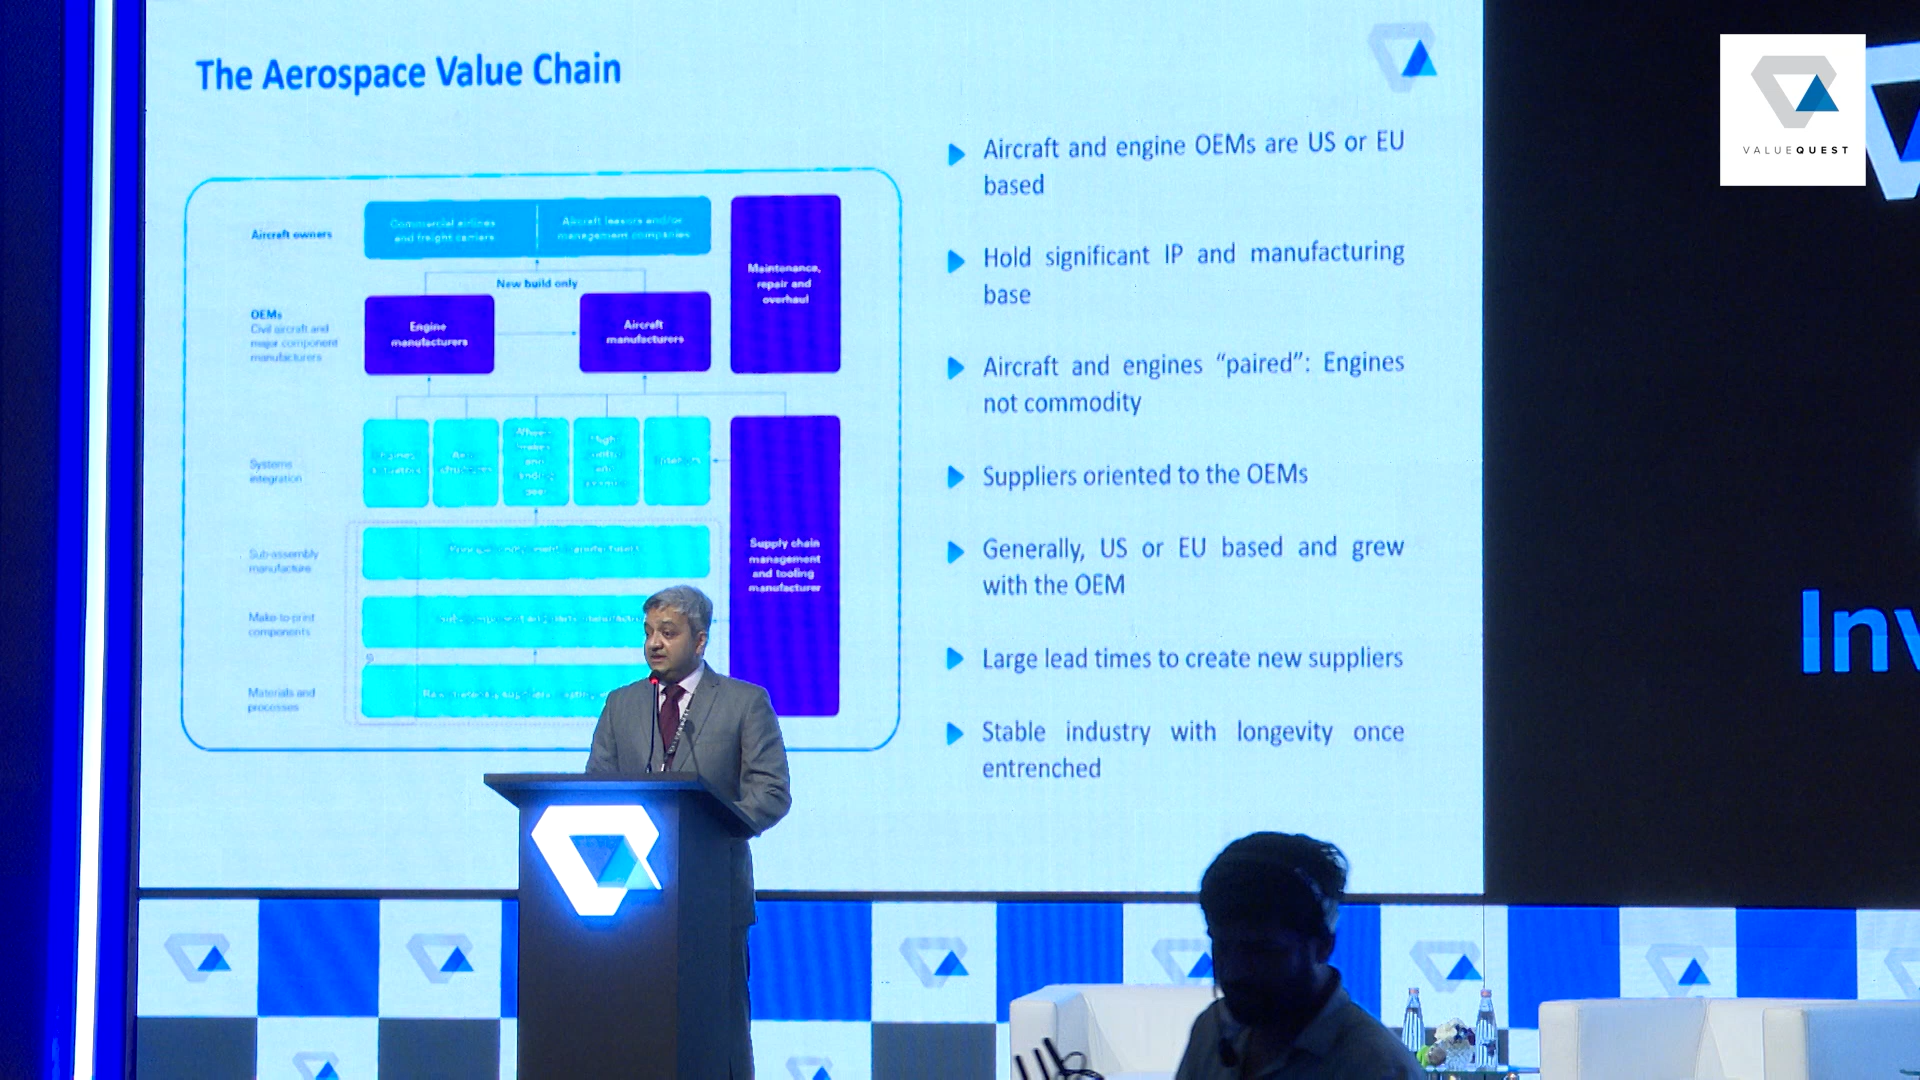 The Aerospace Value Chain
VALUEQUEST
Aircraft owners
Commercial airlines
and freight carriers
Aircraft lessors and/or
management companies
Maintenance,
repair and
overhaul
New build only
OEMs
Civil aircraft and
major component
manufacturers
Engine
manufacturers
Aircraft
manufacturers
Systems
integration
Sub-assembly
manufacture
Make-to-print
components
Materials and
processes
Supply chain
management
and tooling
manufacturer
Aircraft and engine OEMs are US or EU
based
Hold significant IP and manufacturing
base
Aircraft and engines “paired”: Engines
not commodity
Suppliers oriented to the OEMs
Generally, US or EU based and grew
with the OEM
Large lead times to create new suppliers
Stable industry with longevity once
entrenched
Inv